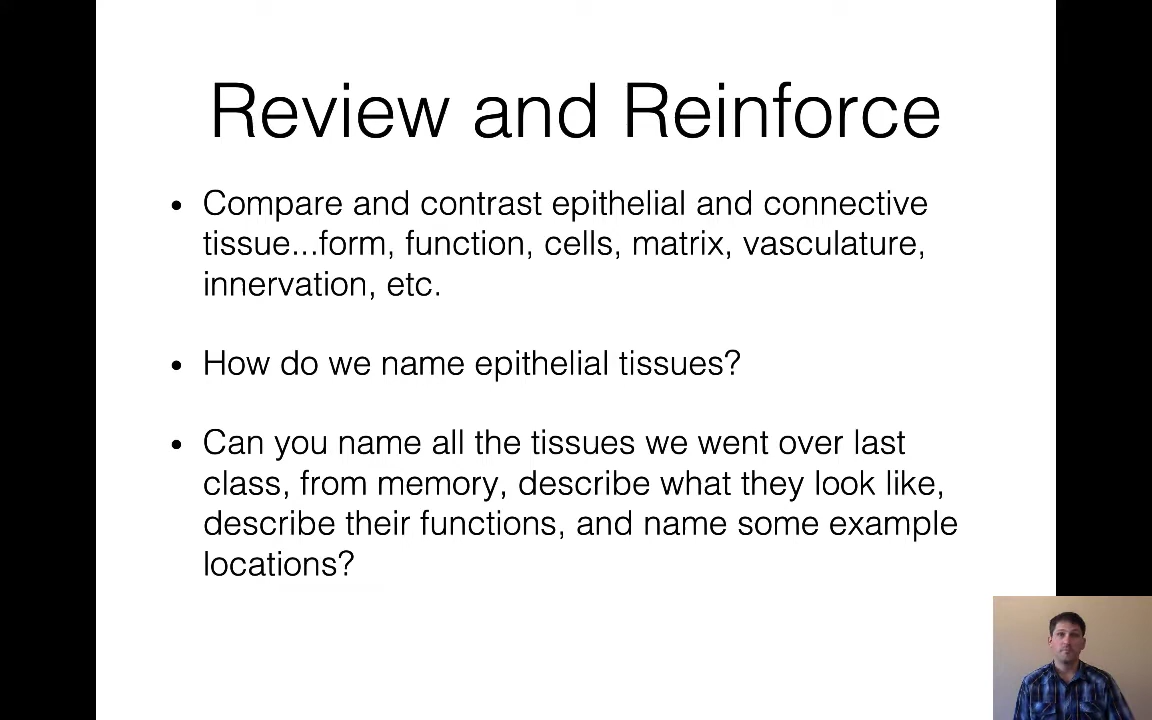 Review and Reinforce
• Compare and contrast epithelial and connective
tissue...form, function, cells, matrix, vasculature,
innervation, etc.
• How do we name epithelial tissues?
• Can you name all the tissues we went over last
class, from memory, describe what they look like,
describe their functions, and name some example
locations?